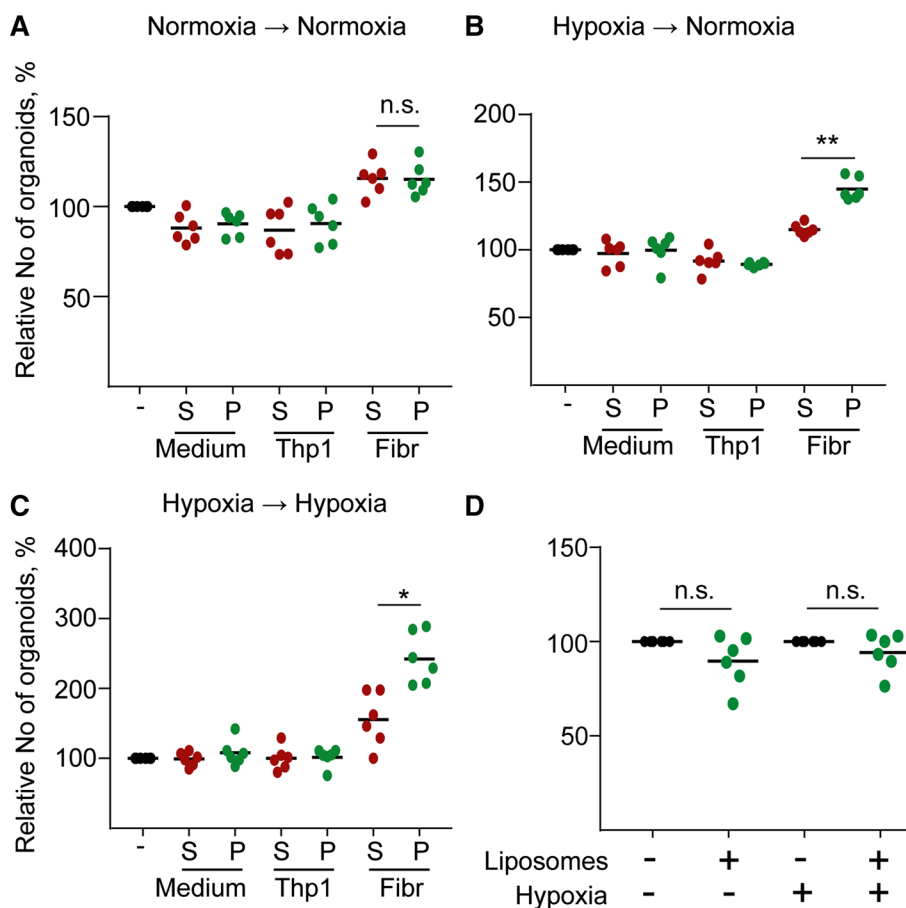 A
Normoxia → Normoxia
Relative No of organoids, %
150
100
50
n.s.
- S P S P S P
Medium Thp1 Fibr
B
Hypoxia → Normoxia
200
150
100
50
**
- S P S P S P
Medium Thp1 Fibr
C
Hypoxia → Hypoxia
Relative No of organoids, %
400
300
200
100
*
- S P S P S P
Medium Thp1 Fibr
D
150
100
50
n.s. n.s.
Liposomes - + - +
Hypoxia - - + +